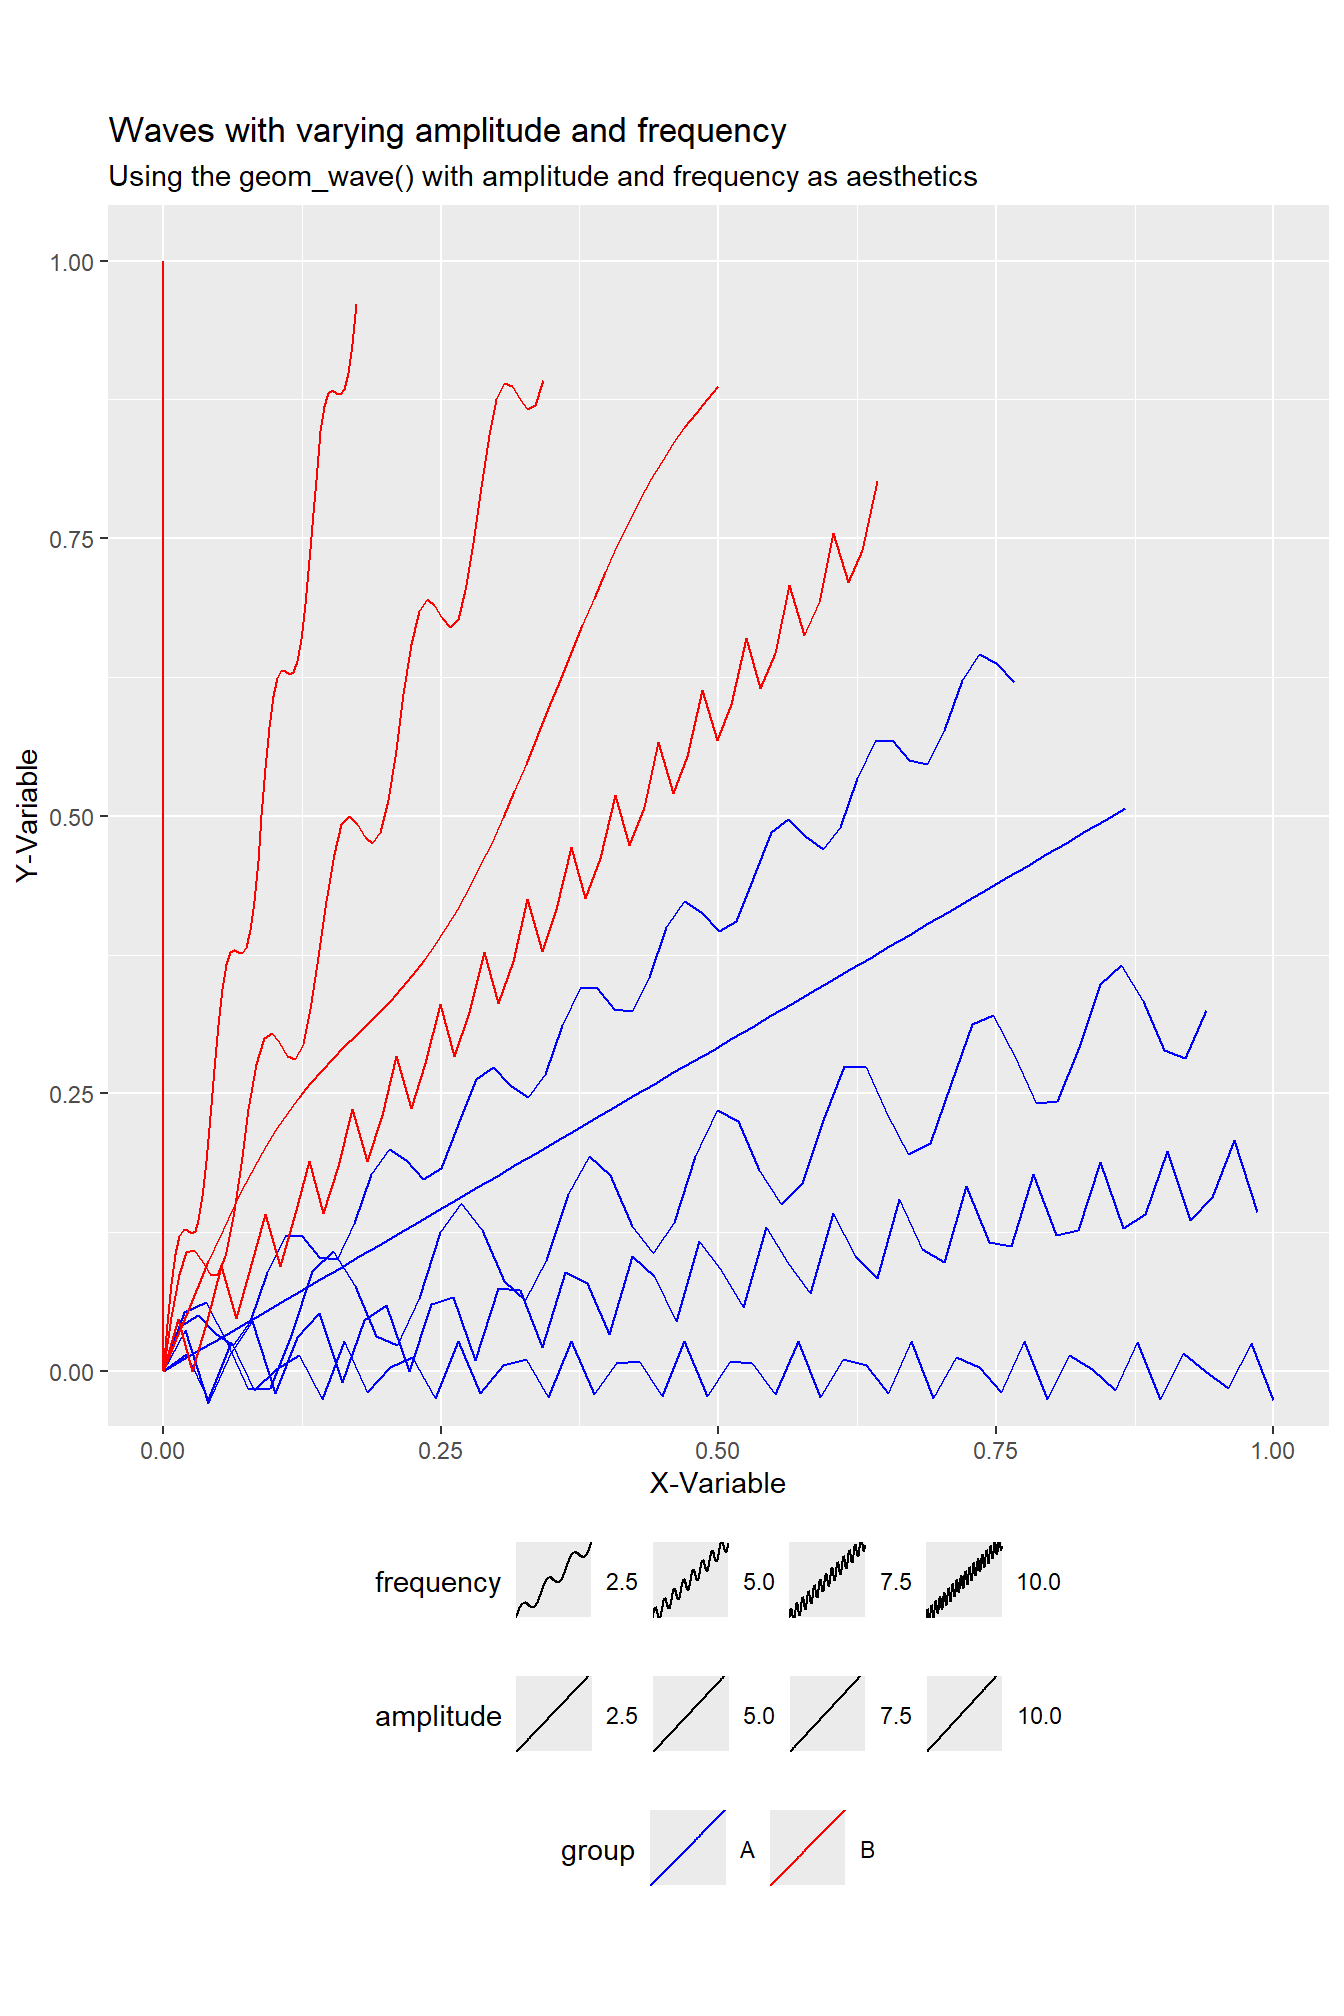 Waves with varying amplitude and frequency
Using the geom_wave() with amplitude and frequency as aesthetics
1.00
0.75
0.50
0.25
0.00
Y-Variable
0.00 0.25 0.50 0.75 1.00
X-Variable
frequency 2.5 5.0 7.5 10.0
amplitude 2.5 5.0 7.5 10.0
group A B